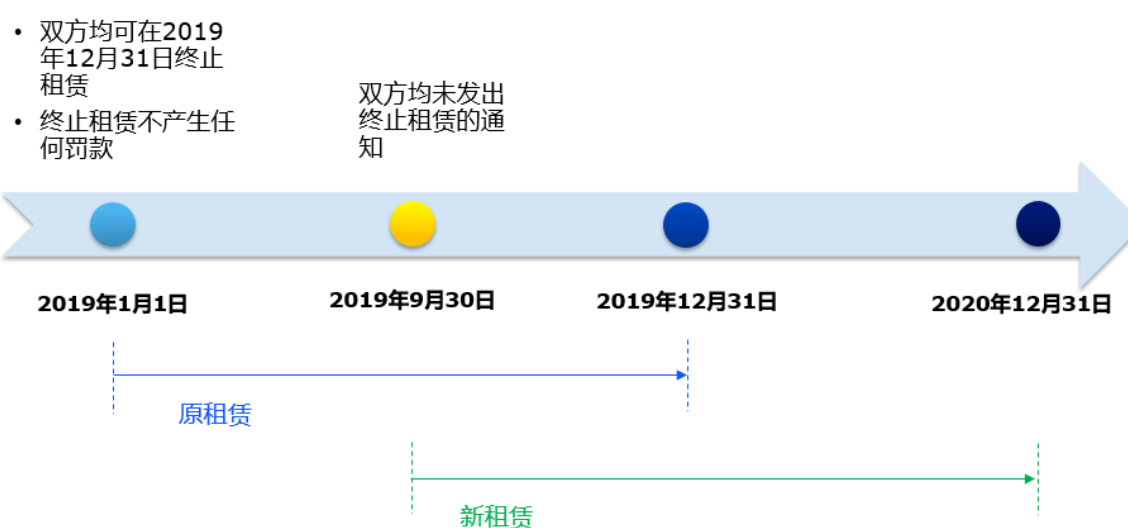 • 双方均可在2019
年12月31日终止
租赁
• 终止租赁不产生任
何罚款
双方均未发出
终止租赁的通
知
2019年1月1日
2019年9月30日
2019年12月31日
2020年12月31日
原租赁
新租赁